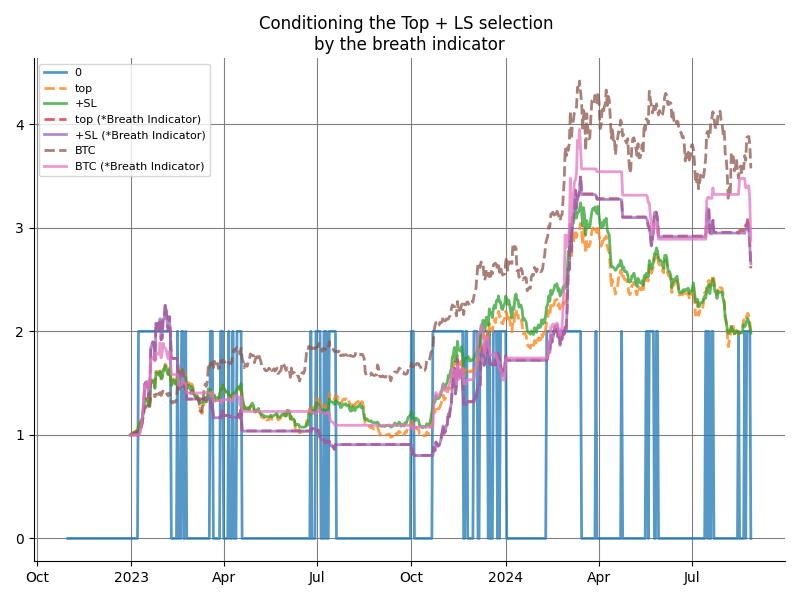 Conditioning the Top + LS selection
by the breath indicator
0
top
+SL
top (*Breath Indicator)
+SL (*Breath Indicator)
BTC
BTC (*Breath Indicator)
4
3
2
1
0
Oct
2023
Apr
Jul
Oct
2024
Apr
Jul